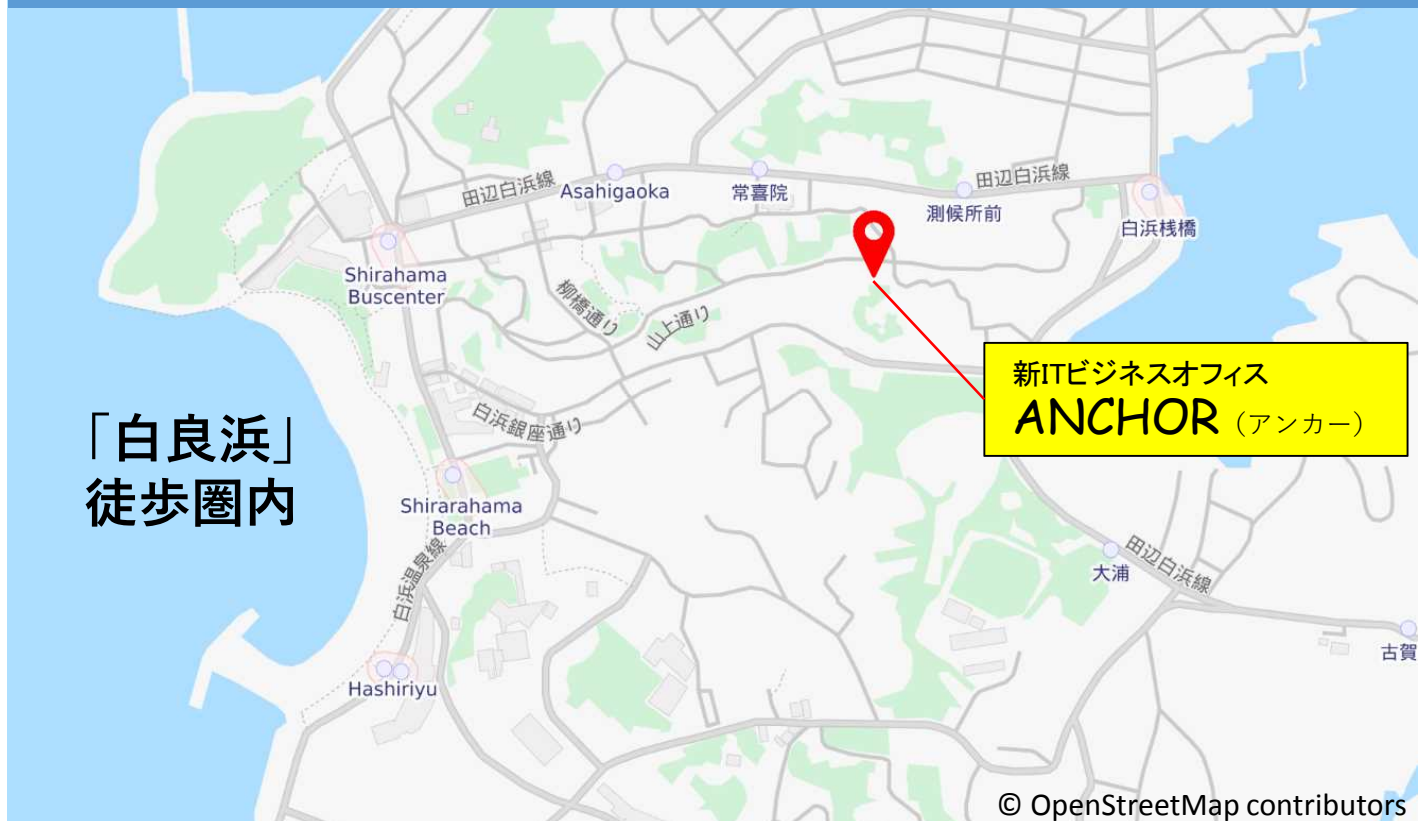 田辺白浜線
Asahigaoka
常喜院
田辺白浜線
測候所前
白浜桟橋
Shirahama
Buscenter
柳橋通り
山上通り
新ITビジネスオフィス
ANCHOR（アンカー）
「白良浜」
徒歩圏内
白浜銀座通り
Shirarahama
Beach
白浜温泉線
田辺白浜線
大浦
古賀
Hashiriyu
© OpenStreetMap contributors